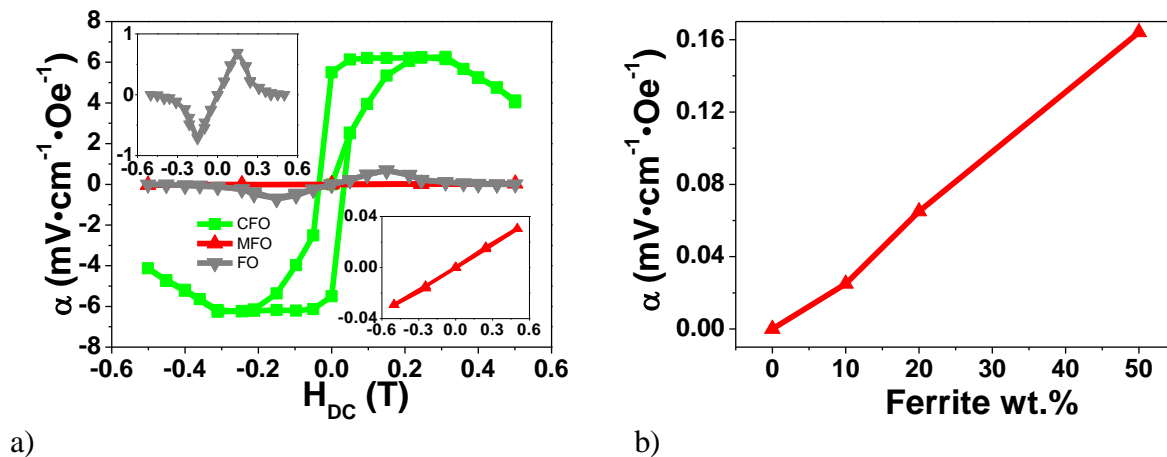 8
6
4
2
0
-2
-4
-6
-8
α (mV•cm⁻¹•Oe⁻¹)
1
0
-1
-0.6 -0.3 0.0 0.3 0.6
CFO
MFO
FO
0.04
0.00
-0.04
-0.6 -0.3 0.0 0.3 0.6
-0.6 -0.4 -0.2 0.0 0.2 0.4 0.6
H_DC (T)
a)
0.16
0.12
0.08
0.04
0.00
α (mV•cm⁻¹•Oe⁻¹)
0 10 20 30 40 50
Ferrite wt.%
b)